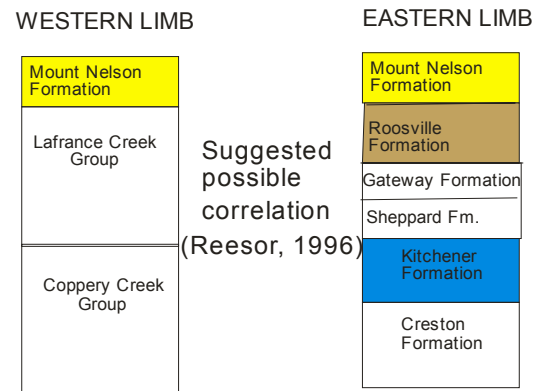 WESTERN LIMB
Mount Nelson
Formation
Lafrance Creek
Group
Coppery Creek
Group
Suggested
possible
correlation
(Reesor, 1996)
EASTERN LIMB
Mount Nelson
Formation
Roosville
Formation
Gateway Formation
Sheppard Fm.
Kitchener
Formation
Creston
Formation